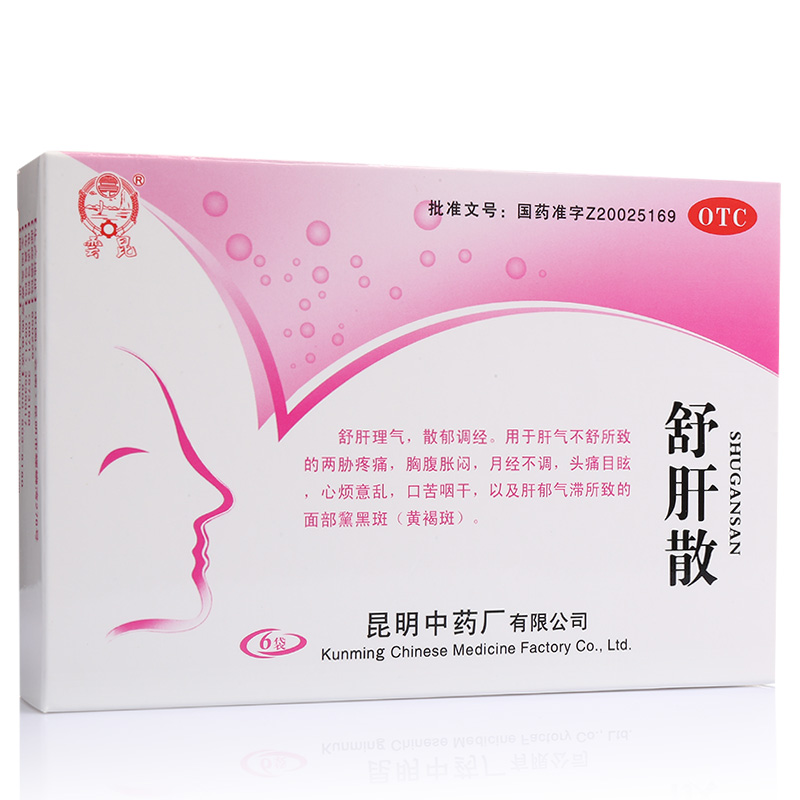 雲昆
®
批准文号：国药准字Z20025169
OTC
舒肝理气，散郁调经。用于肝气不舒所致
的两胁疼痛，胸腹胀闷，月经不调，头痛目眩
，心烦意乱，口苦咽干，以及肝郁气滞所致的
面部黧黑斑（黄褐斑）。
舒肝散
SHUGANSAN
6袋
昆明中药厂有限公司
Kunming Chinese Medicine Factory Co., Ltd.